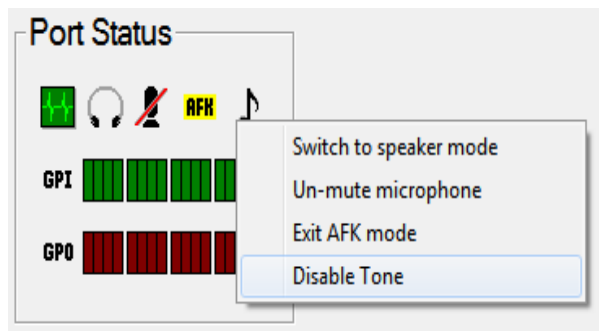 Port Status
AFK
Switch to speaker mode
GPI
Un-mute microphone
Exit AFK mode
GPO
Disable Tone